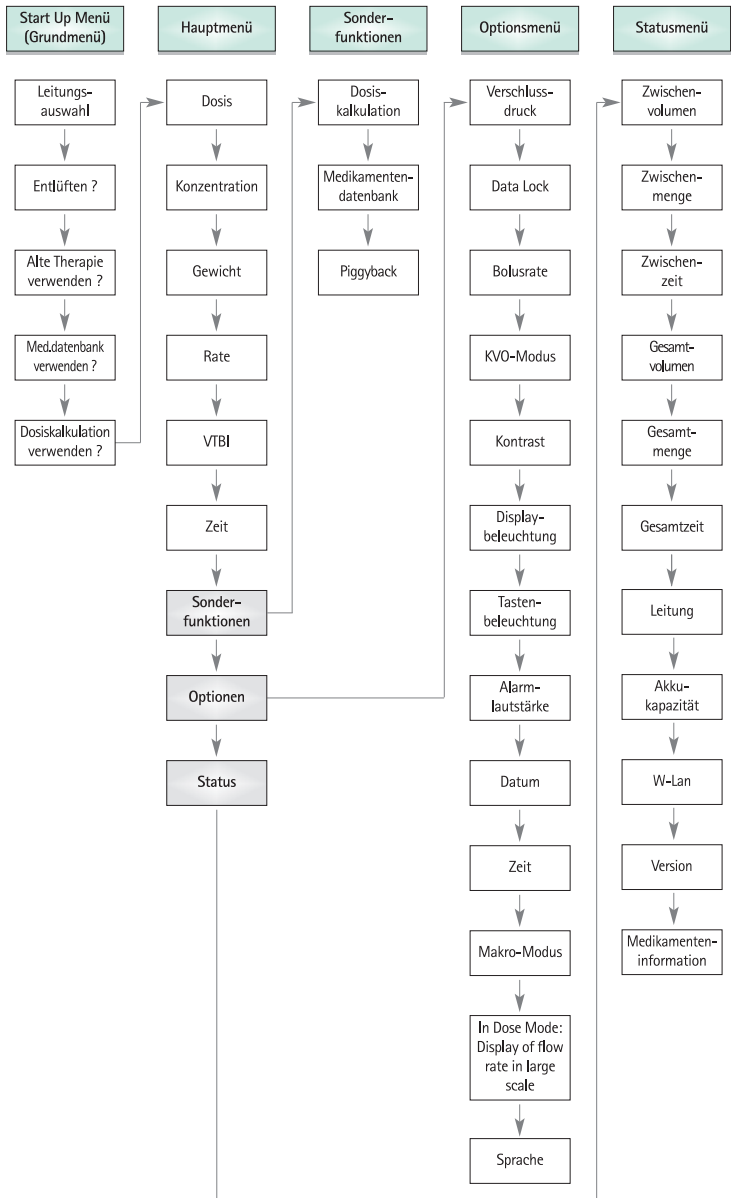 Start Up Menü
(Grundmenü)
Leitungs-
auswahl
Entlüften ?
Alte Therapie
verwenden ?
Med.datenbank
verwenden ?
Dosiskalkulation
verwenden ?
Hauptmenü
Dosis
Konzentration
Gewicht
Rate
VTBI
Zeit
Sonder-
funktionen
Optionen
Status
Sonder-
funktionen
Dosis-
kalkulation
Medikamenten-
datenbank
Piggyback
Optionsmenü
Verschluss-
druck
Data Lock
Bolusrate
KVO-Modus
Kontrast
Display-
beleuchtung
Tasten-
beleuchtung
Alarm-
lautstärke
Datum
Zeit
Makro-Modus
In Dose Mode:
Display of flow
rate in large
scale
Sprache
Statusmenü
Zwischen-
volumen
Zwischen-
menge
Zwischen-
zeit
Gesamt-
volumen
Gesamt-
menge
Gesamtzeit
Leitung
Akku-
kapazität
W-Lan
Version
Medikamenten-
information